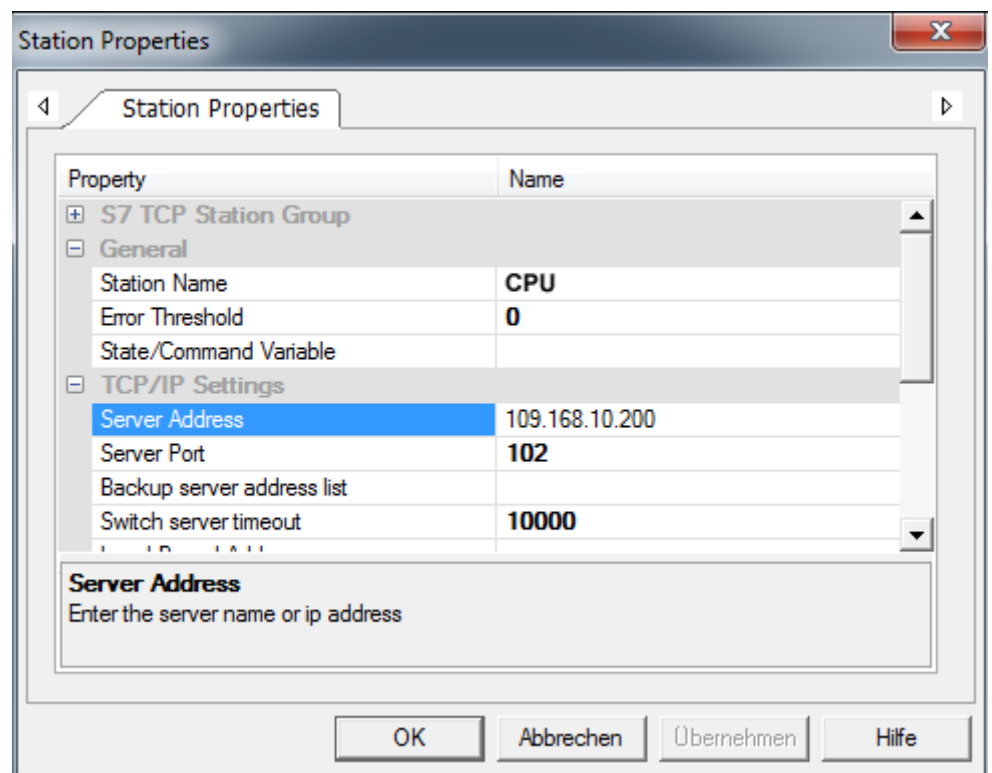 Station Properties
Station Properties
Property Name
S7 TCP Station Group
General
Station Name CPU
Error Threshold 0
State/Command Variable
TCP/IP Settings
Server Address 109.168.10.200
Server Port 102
Backup server address list
Switch server timeout 10000
Server Address
Enter the server name or ip address
OK Abbrechen Übernehmen Hilfe